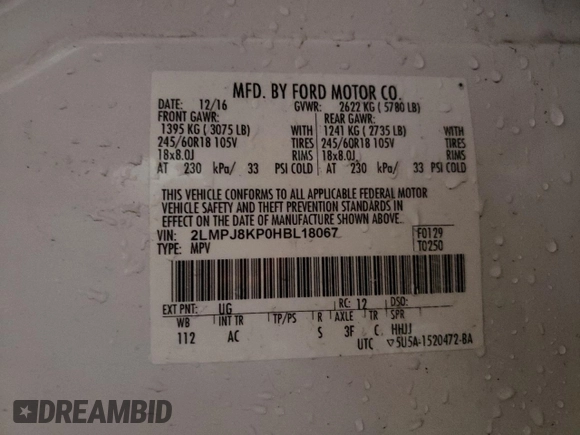 MFD. BY FORD MOTOR CO.
DATE: 12/16 GVWR: 2622 KG ( 5780 LB)
FRONT GAWR: REAR GAWR:
1395 KG ( 3075 LB) WITH 1241 KG ( 2735 LB) WITH
245/60R18 105V TIRES 245/60R18 105V TIRES
18x8.0J RIMS 18x8.0J RIMS
AT 230 kPa/ 33 PSI COLD AT 230 kPa/ 33 PSI COLD
THIS VEHICLE CONFORMS TO ALL APPLICABLE FEDERAL MOTOR
VEHICLE SAFETY AND THEFT PREVENTION STANDARDS IN
EFFECT ON THE DATE OF MANUFACTURE SHOWN ABOVE.
VIN: 2LMPJ8KP0HBL18067 F0129
TYPE: MPV T0250
EXT PNT: UG RC: 12 DSO:
WB INT TR TP/PS R AXLE TR SPR
112 AC S 3F C HHJJ
UTC ▽5U5A-1520472-BA
DREAMBID